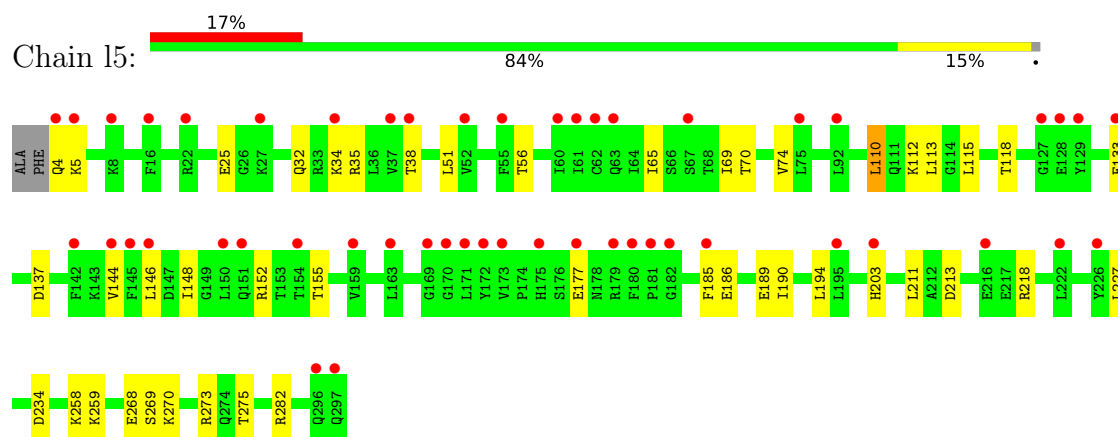 17%
Chain l5:
84% 15% •
ALA PHE Q4 K5 K8 F16 R22 E25 G26 K27 Q32 R33 K34 R35 L36 V37 T38 L51 V52 F55 T56 I60 I61 C62 Q63 I64 I65 S66 S67 T68 I69 T70 V74 L75 L92 L110 Q111 K112 L113 G114 L115 T118 G127 E128 Y129
D137 F142 K143 V144 F145 L146 D147 I148 G149 L150 Q151 R152 T153 T154 T155 V159 L163 G169 G170 L171 Y172 V173 P174 H175 S176 E177 N178 R179 F180 P181 G182 F185 E186 E189 I190 L194 L195 H203 L211 A212 D213 E216 E217 R218 L222 Y226
D234 K258 K259 E268 S269 K270 R273 Q274 T275 R282 Q296 Q297